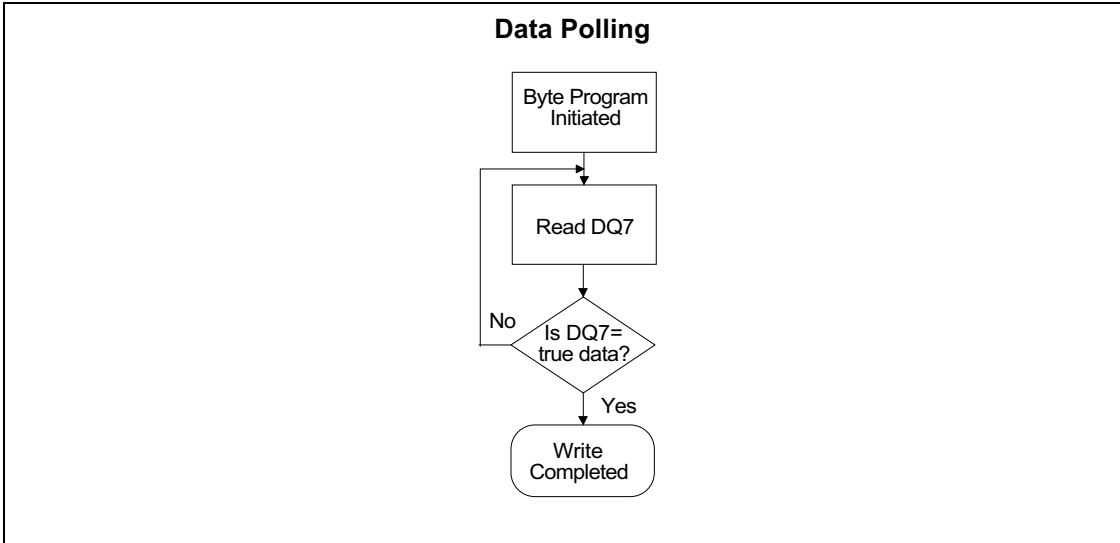 Data Polling
Byte Program
Initiated
Read DQ7
No
Is DQ7=
true data?
Yes
Write
Completed